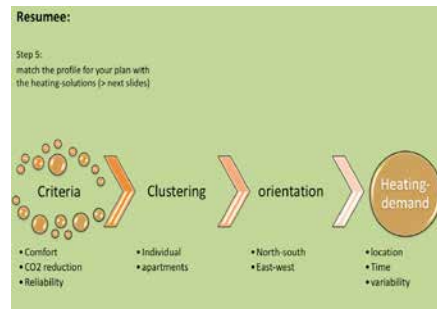 Resumee:
Step 5:
match the profile for your plan with
the heating-solutions (> next slides)
Criteria
Clustering
orientation
Heating-
demand
• Comfort
• CO2 reduction
• Reliability
• Individual
• apartments
• North-south
• East-west
• location
• Time
• variability